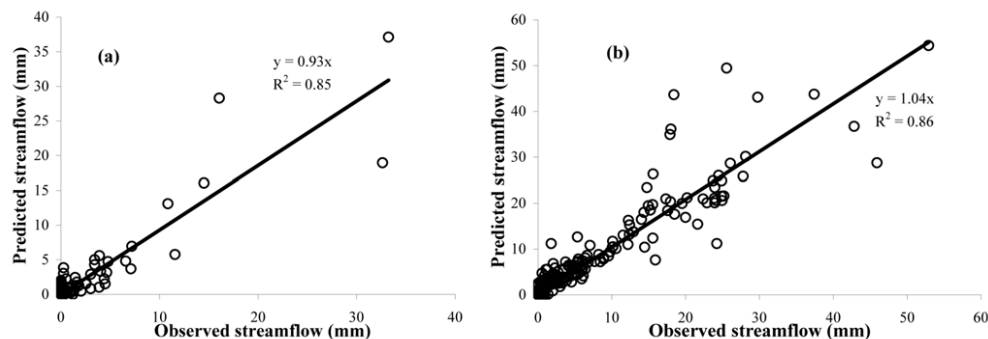 40
35
30
25
20
15
10
5
0
Predicted streamflow (mm)
(a)
y = 0.93x
R² = 0.85
0 10 20 30 40
Observed streamflow (mm)
60
50
40
30
20
10
0
Predicted streamflow (mm)
(b)
y = 1.04x
R² = 0.86
0 10 20 30 40 50 60
Observed streamflow (mm)